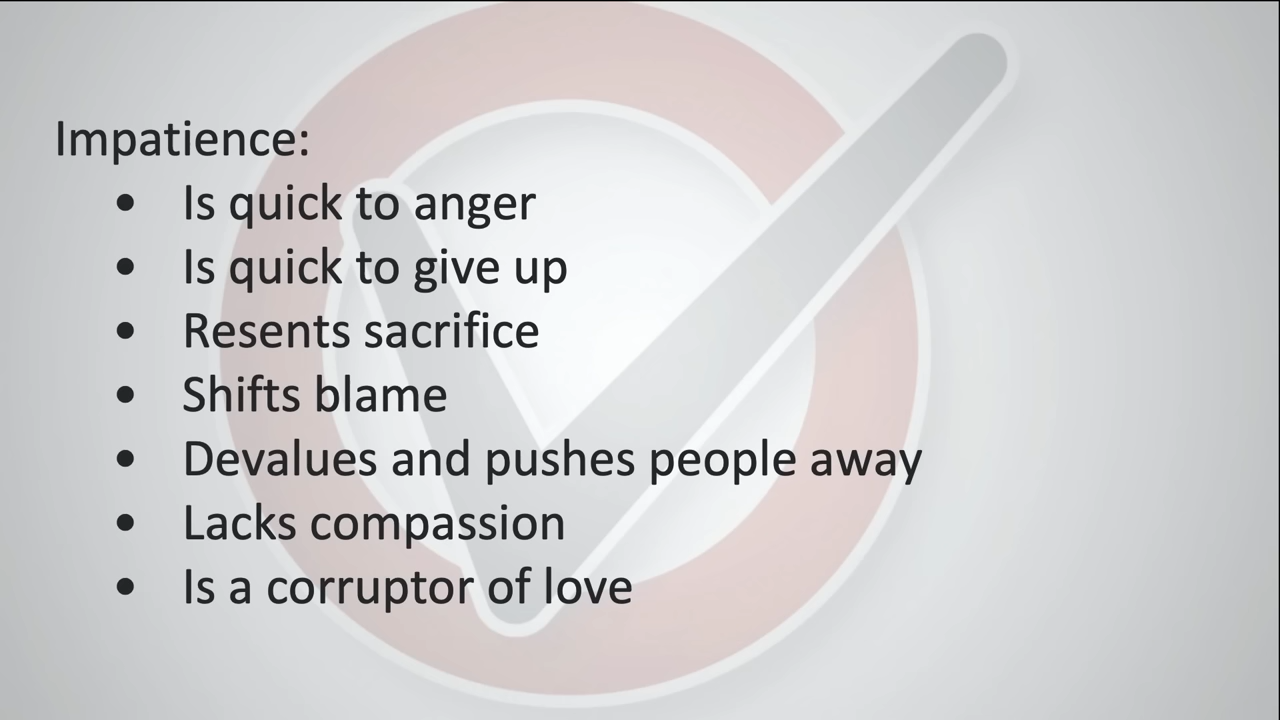 Impatience:
• Is quick to anger
• Is quick to give up
• Resents sacrifice
• Shifts blame
• Devalues and pushes people away
• Lacks compassion
• Is a corruptor of love